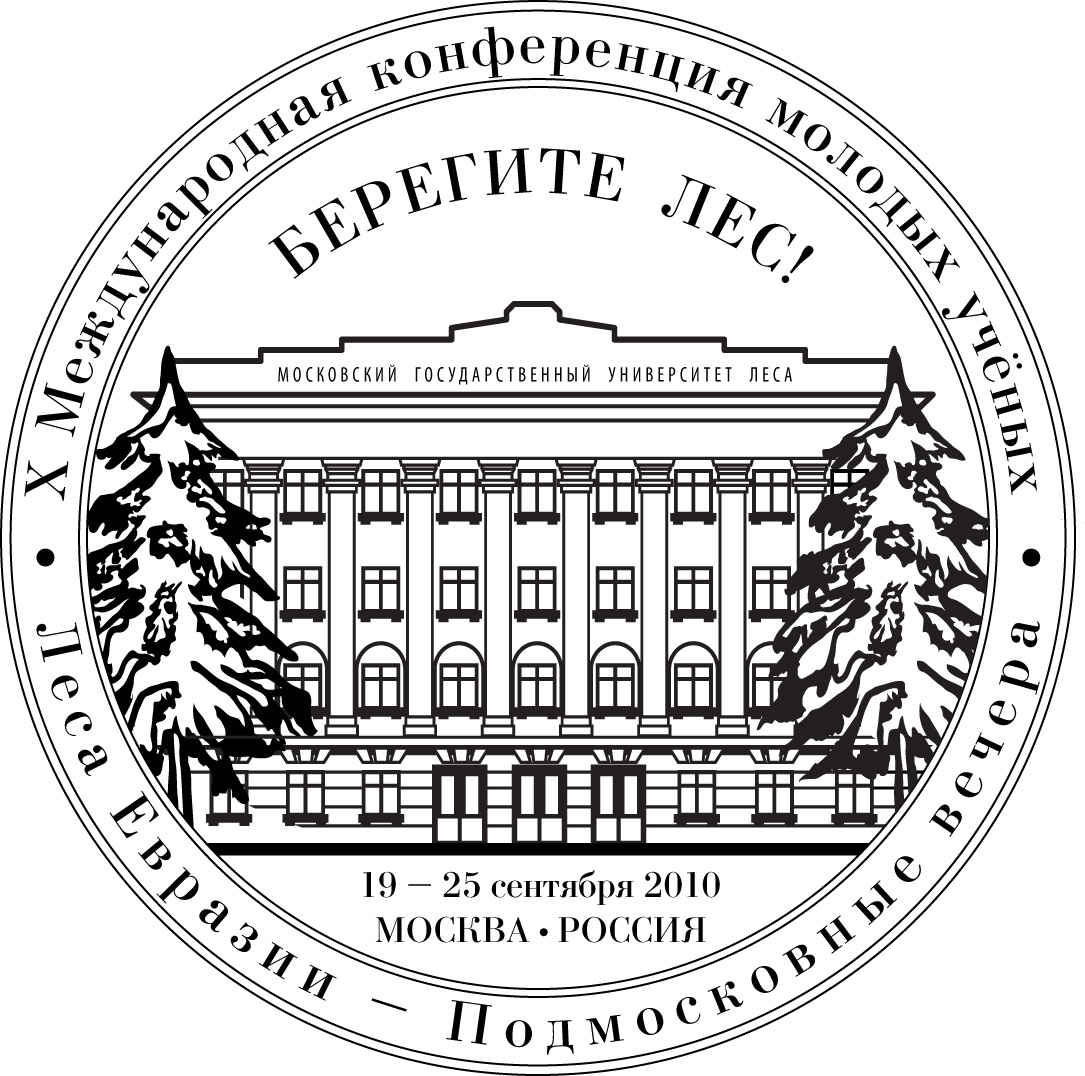 Х Международная конференция молодых учёных
БЕРЕГИТЕ ЛЕС!
МОСКОВСКИЙ ГОСУДАРСТВЕННЫЙ УНИВЕРСИТЕТ ЛЕСА
19 – 25 сентября 2010
МОСКВА • РОССИЯ
• Леса Евразии – Подмосковные вечера •